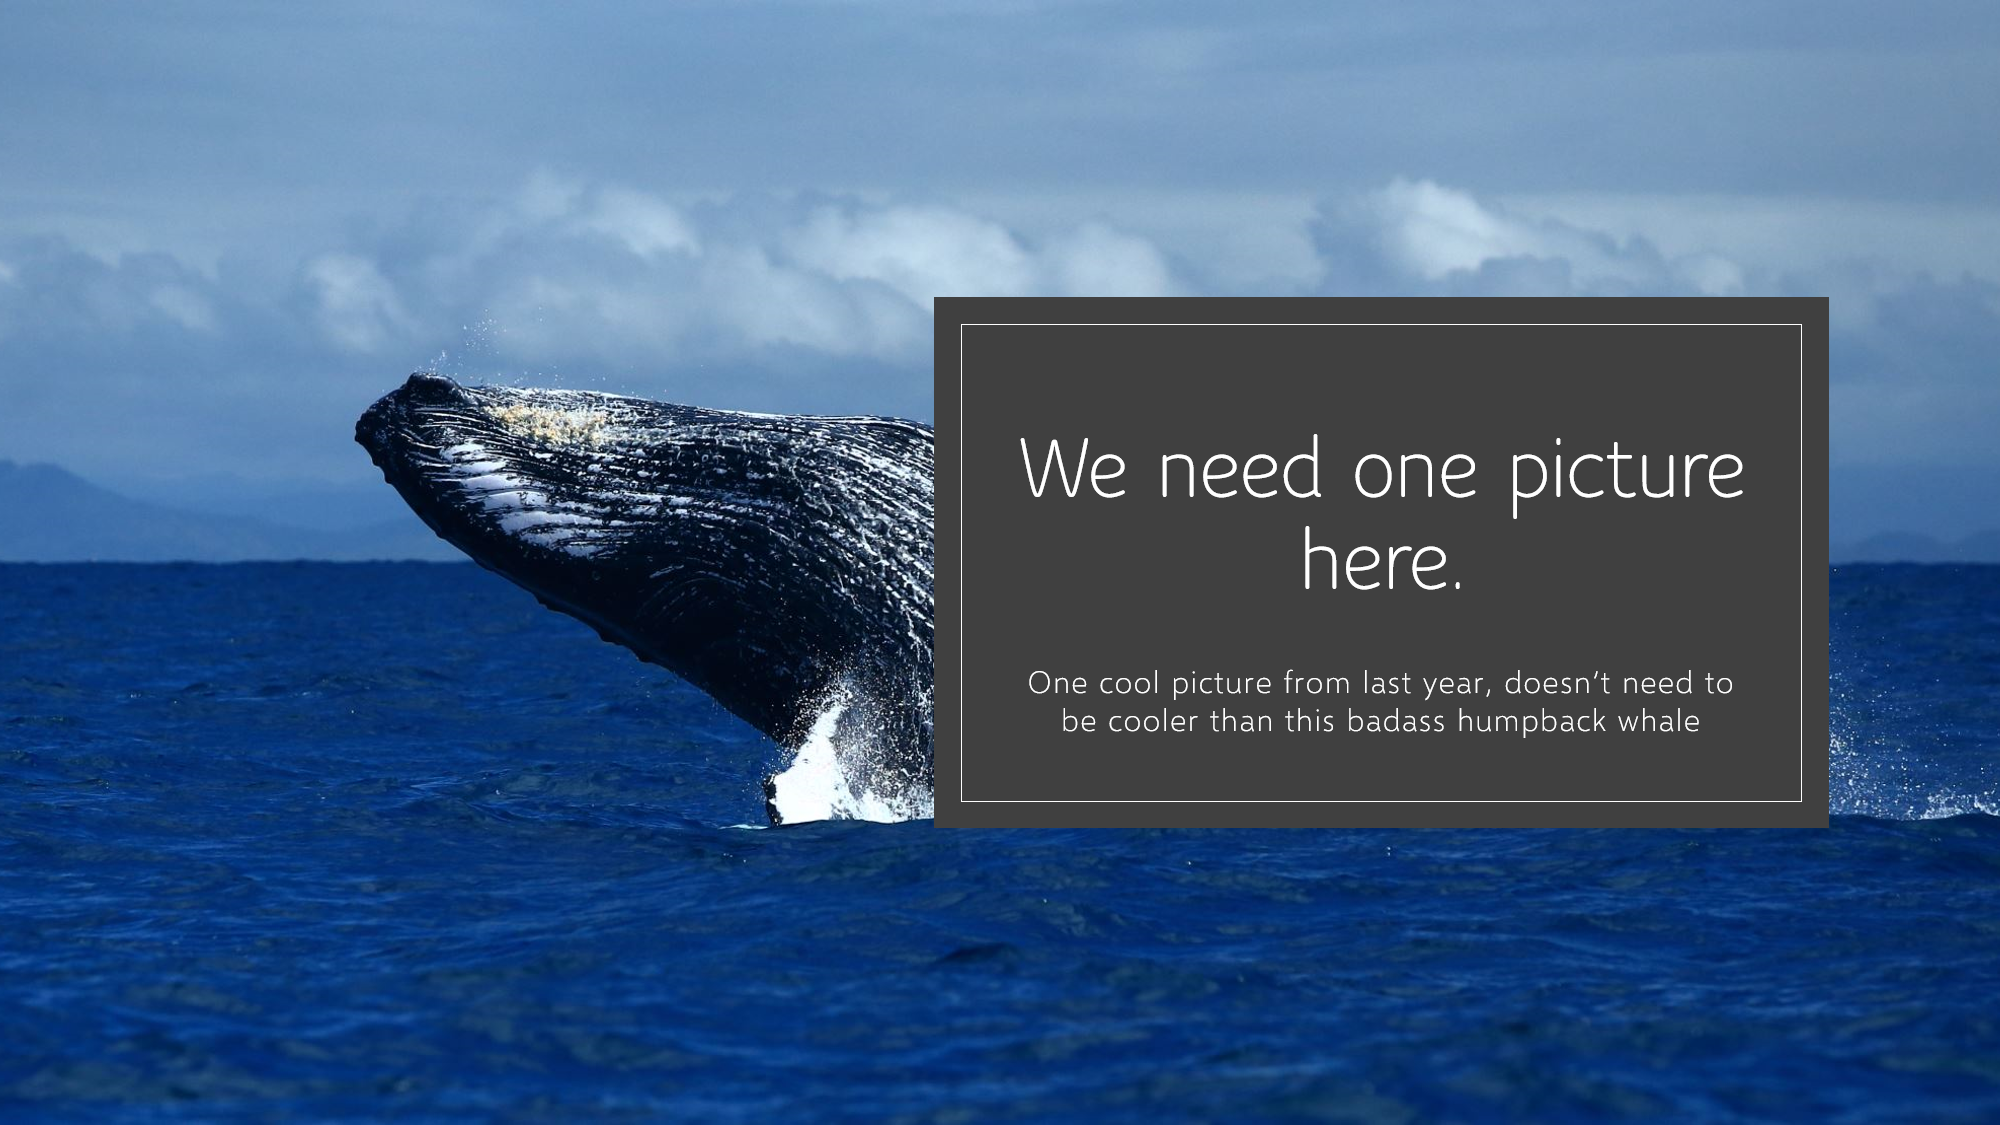 We need one picture
here.
One cool picture from last year, doesn’t need to
be cooler than this badass humpback whale